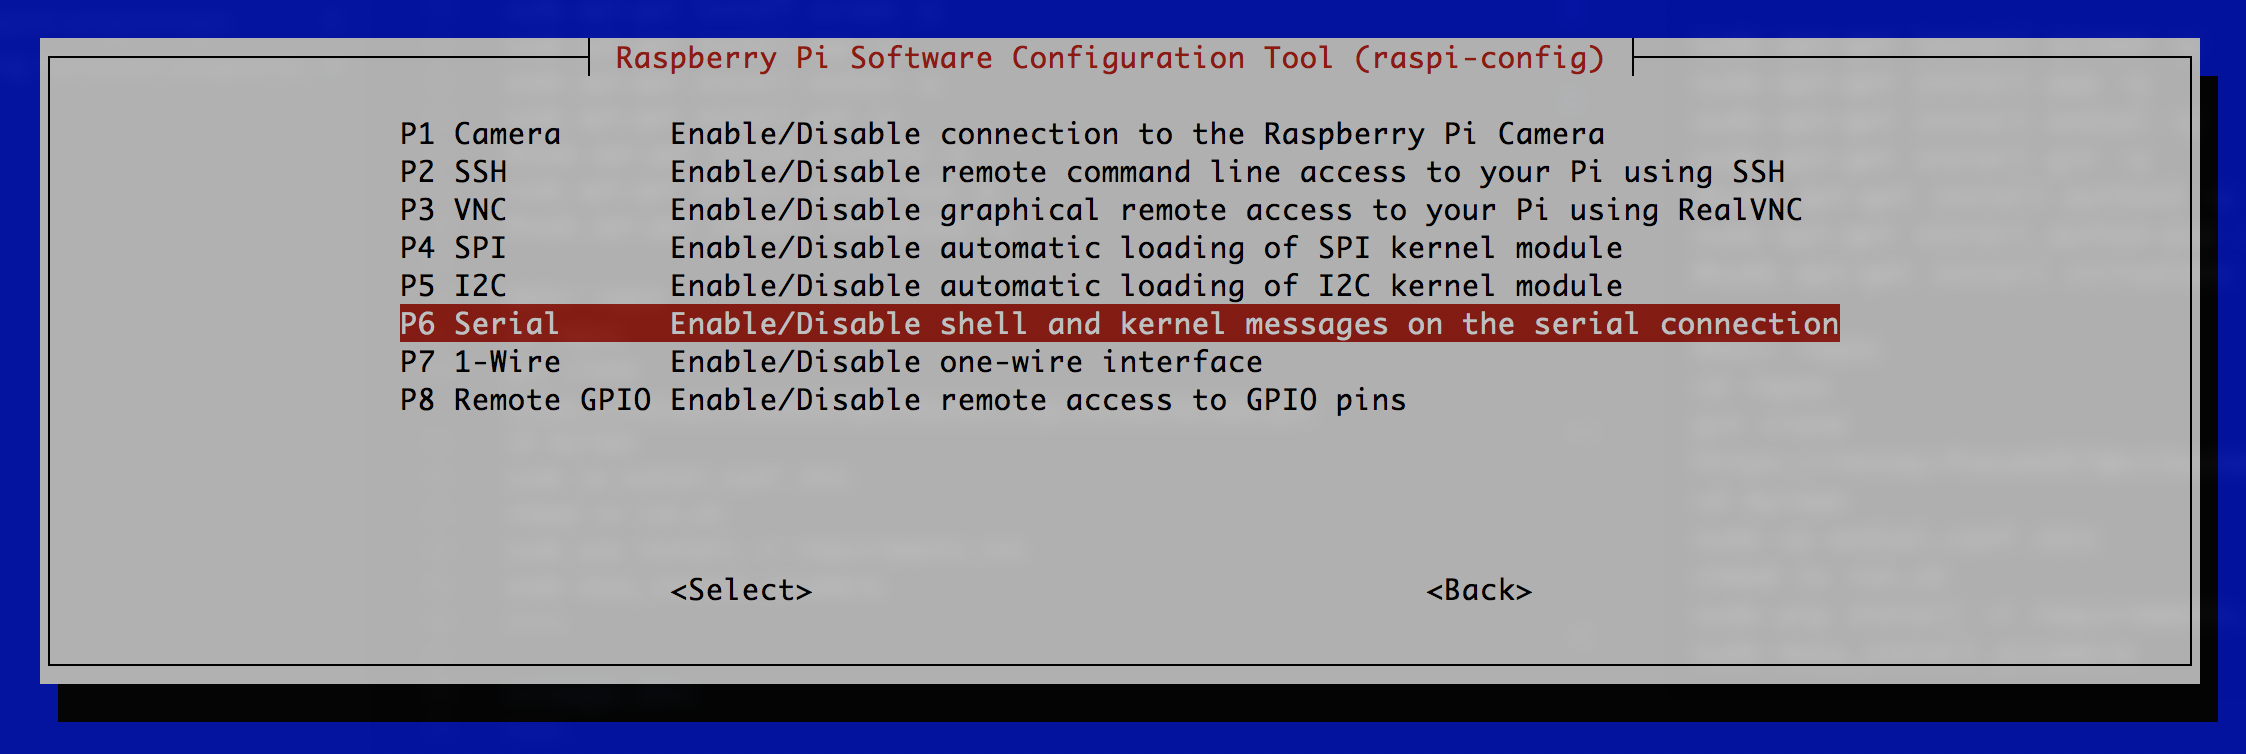 Raspberry Pi Software Configuration Tool (raspi-config)
P1 Camera Enable/Disable connection to the Raspberry Pi Camera
P2 SSH Enable/Disable remote command line access to your Pi using SSH
P3 VNC Enable/Disable graphical remote access to your Pi using RealVNC
P4 SPI Enable/Disable automatic loading of SPI kernel module
P5 I2C Enable/Disable automatic loading of I2C kernel module
P6 Serial Enable/Disable shell and kernel messages on the serial connection
P7 1-Wire Enable/Disable one-wire interface
P8 Remote GPIO Enable/Disable remote access to GPIO pins
<Select> <Back>